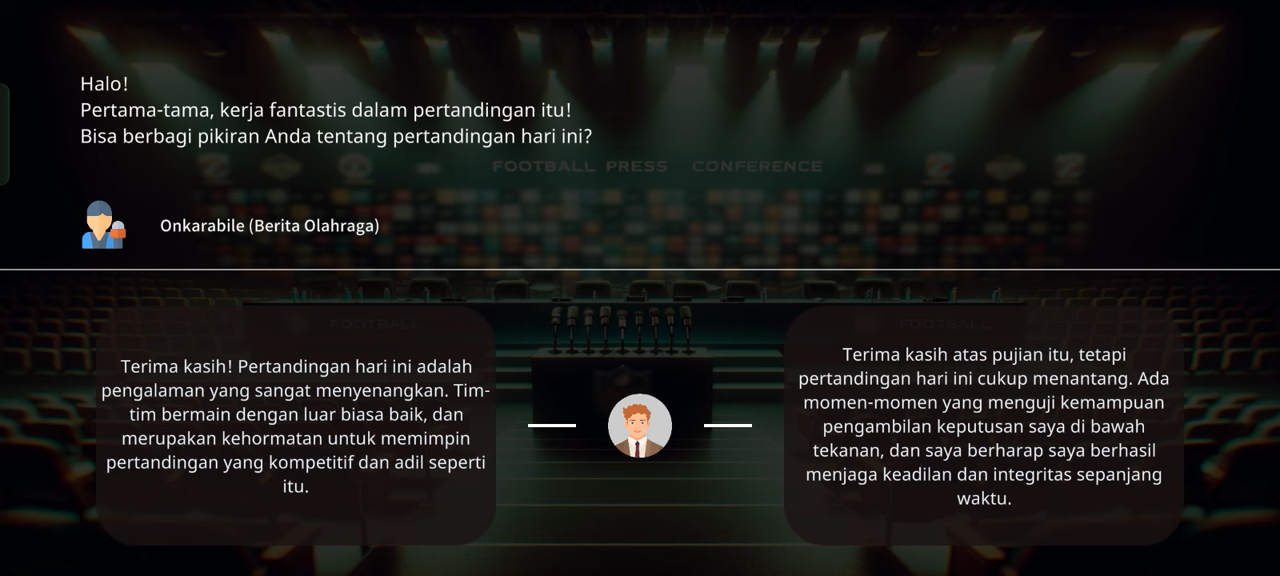 Halo!
Pertama-tama, kerja fantastis dalam pertandingan itu!
Bisa berbagi pikiran Anda tentang pertandingan hari ini?
FOOTBALL PRESS CONFERENCE
Onkarabile (Berita Olahraga)
FOOTBALL
FOOTBALL
Terima kasih! Pertandingan hari ini adalah
pengalaman yang sangat menyenangkan. Tim-
tim bermain dengan luar biasa baik, dan
merupakan kehormatan untuk memimpin
pertandingan yang kompetitif dan adil seperti
itu.
Terima kasih atas pujian itu, tetapi
pertandingan hari ini cukup menantang. Ada
momen-momen yang menguji kemampuan
pengambilan keputusan saya di bawah
tekanan, dan saya berharap saya berhasil
menjaga keadilan dan integritas sepanjang
waktu.